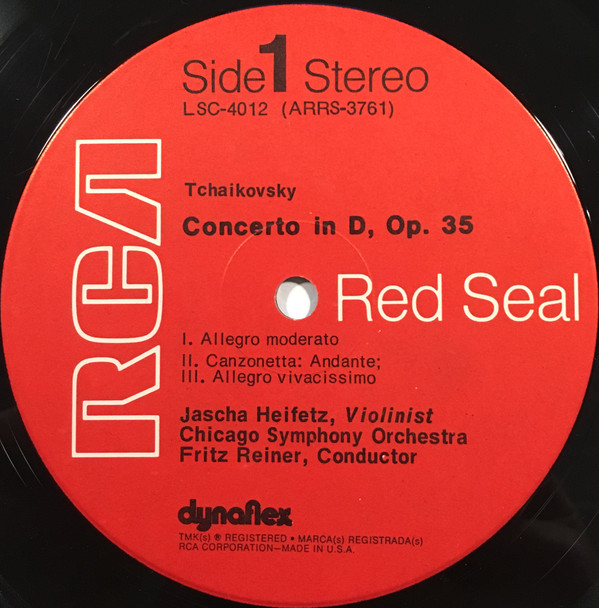 Side 1 Stereo
LSC-4012 (ARRS-3761)
RCA
Tchaikovsky
Concerto in D, Op. 35
Red Seal
I. Allegro moderato
II. Canzonetta: Andante;
III. Allegro vivacissimo
Jascha Heifetz, Violinist
Chicago Symphony Orchestra
Fritz Reiner, Conductor
dynaflex
TMK(s) ® REGISTERED • MARCA(s) REGISTRADA(s)
RCA CORPORATION—MADE IN U.S.A.